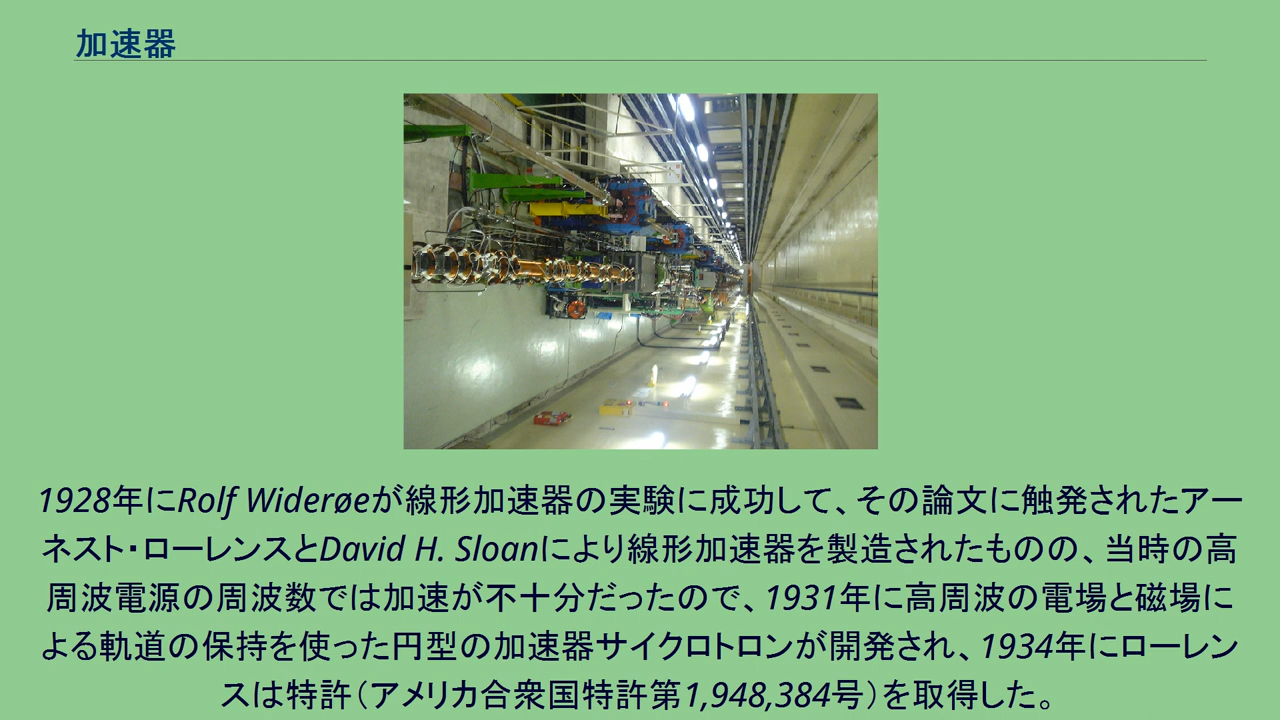 加速器
1928年にRolf Widerøeが線形加速器の実験に成功して、その論文に触発されたアー
ネスト・ローレンスとDavid H. Sloanにより線形加速器を製造されたものの、当時の高
周波電源の周波数では加速が不十分だったので、1931年に高周波の電場と磁場に
よる軌道の保持を使った円型の加速器サイクロトロンが開発され、1934年にローレン
スは特許（アメリカ合衆国特許第1,948,384号）を取得した。